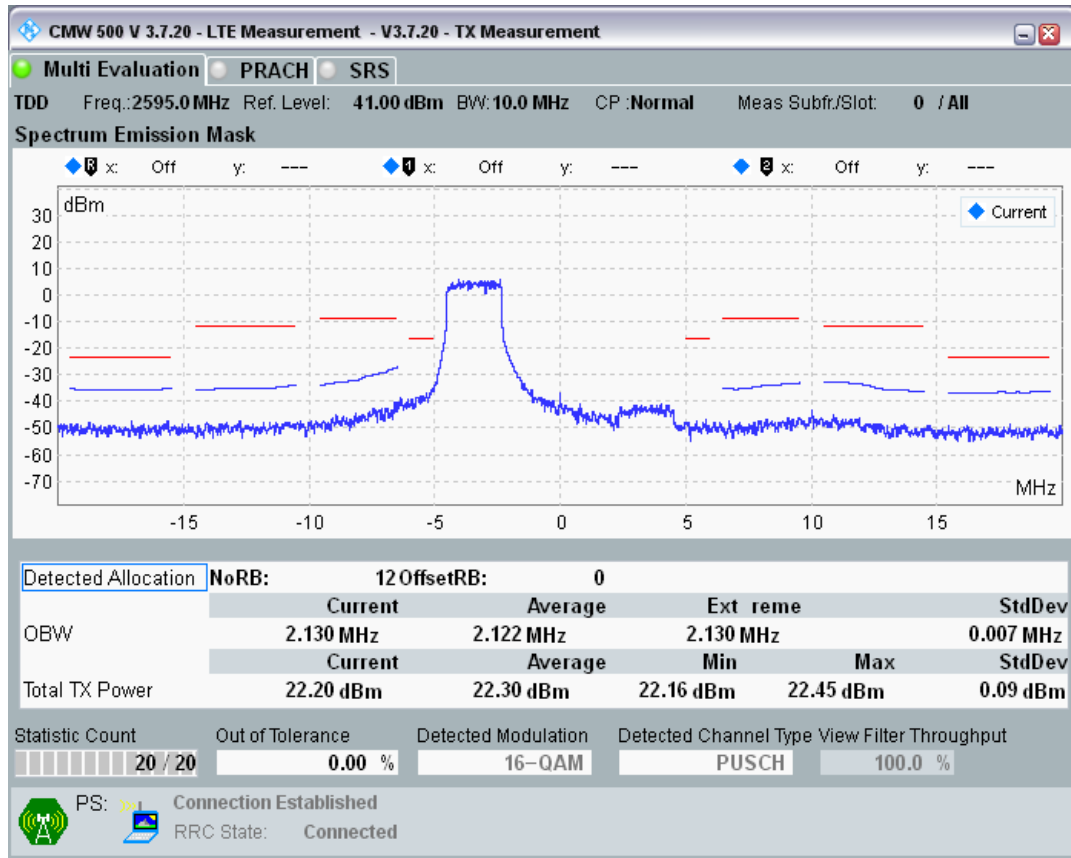 CMW 500 V 3.7.20 - LTE Measurement - V3.7.20 - TX Measurement
Multi Evaluation PRACH SRS
TDD Freq.:2595.0 MHz Ref. Level: 41.00 dBm BW:10.0 MHz CP :Normal Meas Subfr./Slot: 0 / All
Spectrum Emission Mask
R x: Off y: --- 1 x: Off y: --- 2 x: Off y: ---
dBm
Current
30
20
10
0
-10
-20
-30
-40
-50
-60
-70
MHz
-15 -10 -5 0 5 10 15
Detected Allocation NoRB: 12 OffsetRB: 0
Current Average Ext reme StdDev
OBW 2.130 MHz 2.122 MHz 2.130 MHz 0.007 MHz
Current Average Min Max StdDev
Total TX Power 22.20 dBm 22.30 dBm 22.16 dBm 22.45 dBm 0.09 dBm
Statistic Count Out of Tolerance Detected Modulation Detected Channel Type View Filter Throughput
20 / 20 0.00 % 16-QAM PUSCH 100.0 %
PS: Connection Established
RRC State: Connected